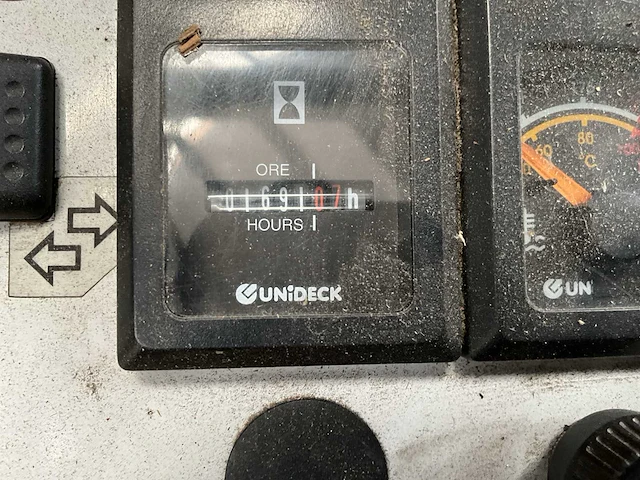 ORE
0169107h
HOURS
UNiDECK
60 80
°C
UN